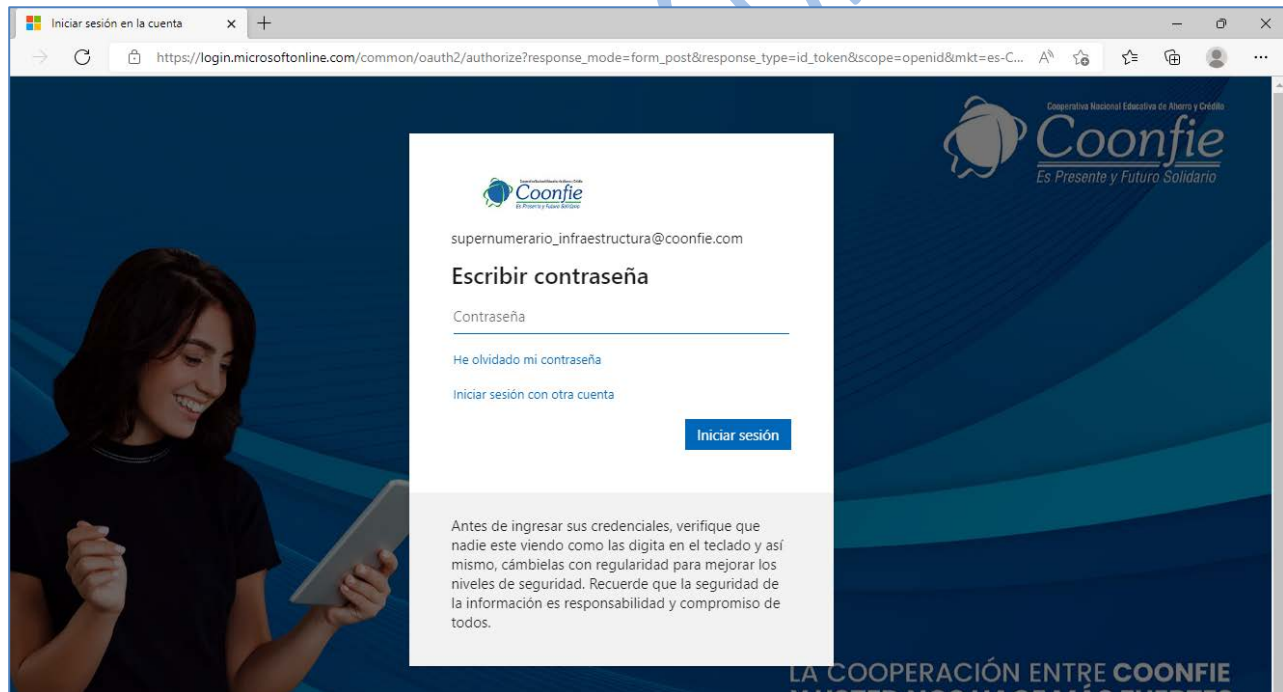 Iniciar sesión en la cuenta
https://login.microsoftonline.com/common/oauth2/authorize?response_mode=form_post&response_type=id_token&scope=openid&mkt=es-C...
Cooperativa Nacional Educativa de Ahorro y Crédito
Coonfie
Es Presente y Futuro Solidario
Coonfie
Es Presente y Futuro Solidario
supernumerario_infraestructura@coonfie.com
Escribir contraseña
Contraseña
He olvidado mi contraseña
Iniciar sesión con otra cuenta
Iniciar sesión
Antes de ingresar sus credenciales, verifique que
nadie este viendo como las digita en el teclado y así
mismo, cámbielas con regularidad para mejorar los
niveles de seguridad. Recuerde que la seguridad de
la información es responsabilidad y compromiso de
todos.
LA COOPERACIÓN ENTRE COONFIE